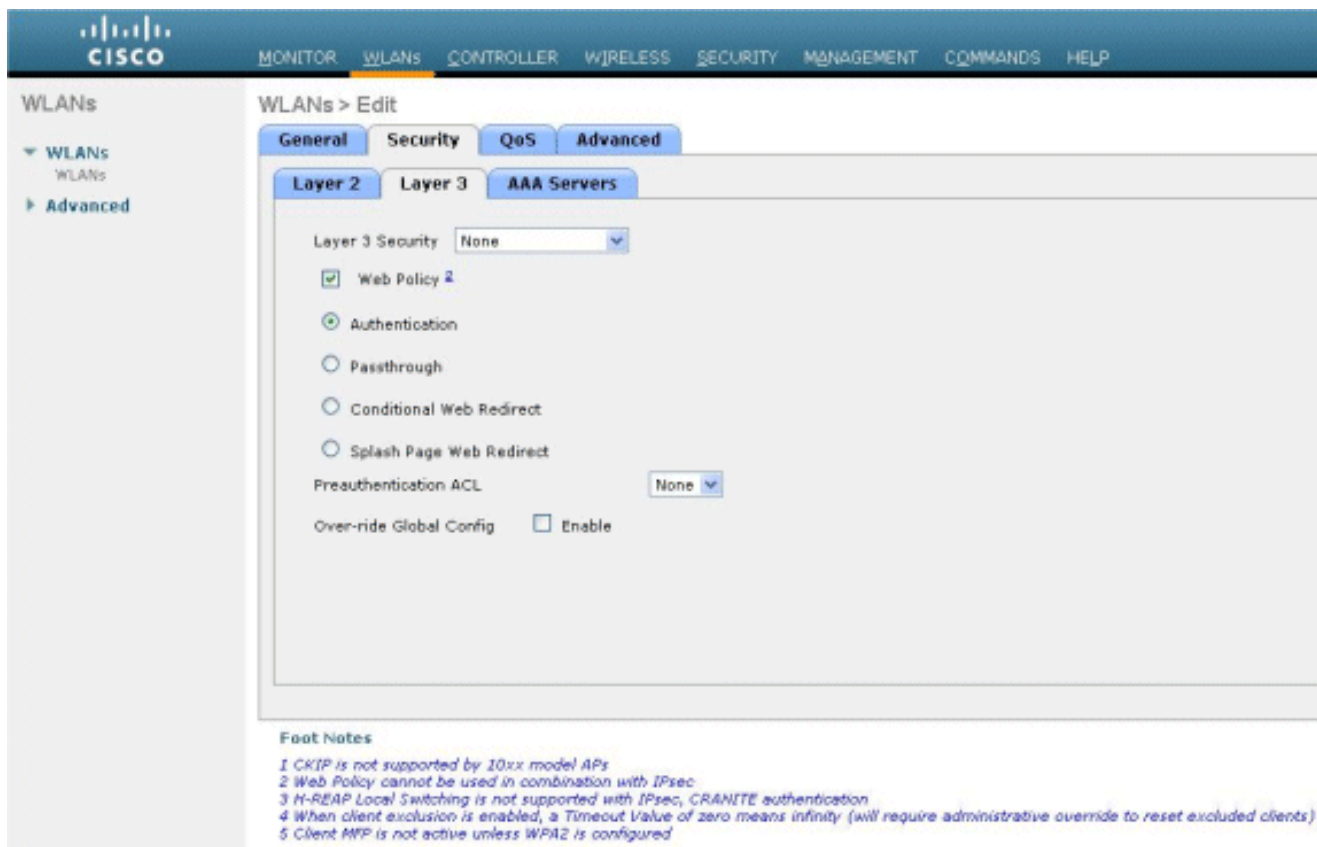 CISCO
MONITOR WLANs CONTROLLER WIRELESS SECURITY MANAGEMENT COMMANDS HELP
WLANs
WLANs
WLANs
Advanced
WLANs > Edit
General Security QoS Advanced
Layer 2 Layer 3 AAA Servers
Layer 3 Security None
Web Policy 2
Authentication
Passthrough
Conditional Web Redirect
Splash Page Web Redirect
Preauthentication ACL None
Over-ride Global Config Enable
Foot Notes
1 CKIP is not supported by 10xx model APs
2 Web Policy cannot be used in combination with IPsec
3 H-REAP Local Switching is not supported with IPsec, CRANITE authentication
4 When client exclusion is enabled, a Timeout Value of zero means infinity (will require administrative override to reset excluded clients)
5 Client MFP is not active unless WPA2 is configured